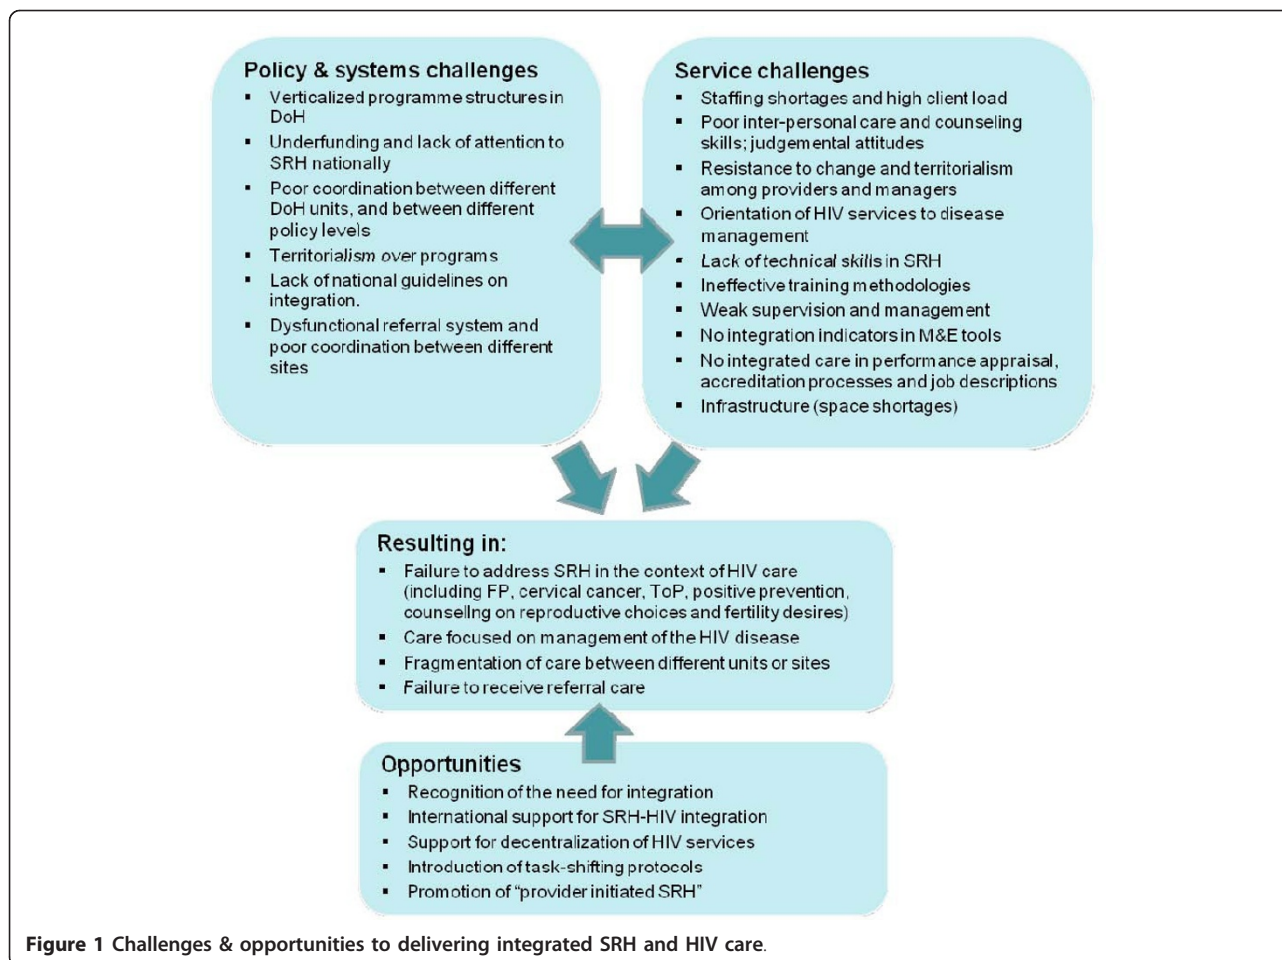 Policy & systems challenges
▪ Verticalized programme structures in
DoH
▪ Underfunding and lack of attention to
SRH nationally
▪ Poor coordination between different
DoH units, and between different
policy levels
▪ Territorialism over programs
▪ Lack of national guidelines on
integration.
▪ Dysfunctional referral system and
poor coordination between different
sites
Service challenges
▪ Staffing shortages and high client load
▪ Poor inter-personal care and counseling
skills; judgemental attitudes
▪ Resistance to change and territorialism
among providers and managers
▪ Orientation of HIV services to disease
management
▪ Lack of technical skills in SRH
▪ Ineffective training methodologies
▪ Weak supervision and management
▪ No integration indicators in M&E tools
▪ No integrated care in performance appraisal,
accreditation processes and job descriptions
▪ Infrastructure (space shortages)
Resulting in:
▪ Failure to address SRH in the context of HIV care
(including FP, cervical cancer, ToP, positive prevention,
counsellng on reproductive choices and fertility desires)
▪ Care focused on management of the HIV disease
▪ Fragmentation of care between different units or sites
▪ Failure to receive referral care
Opportunities
▪ Recognition of the need for integration
▪ International support for SRH-HIV integration
▪ Support for decentralization of HIV services
▪ Introduction of task-shifting protocols
▪ Promotion of “provider initiated SRH”
Figure 1 Challenges & opportunities to delivering integrated SRH and HIV care.